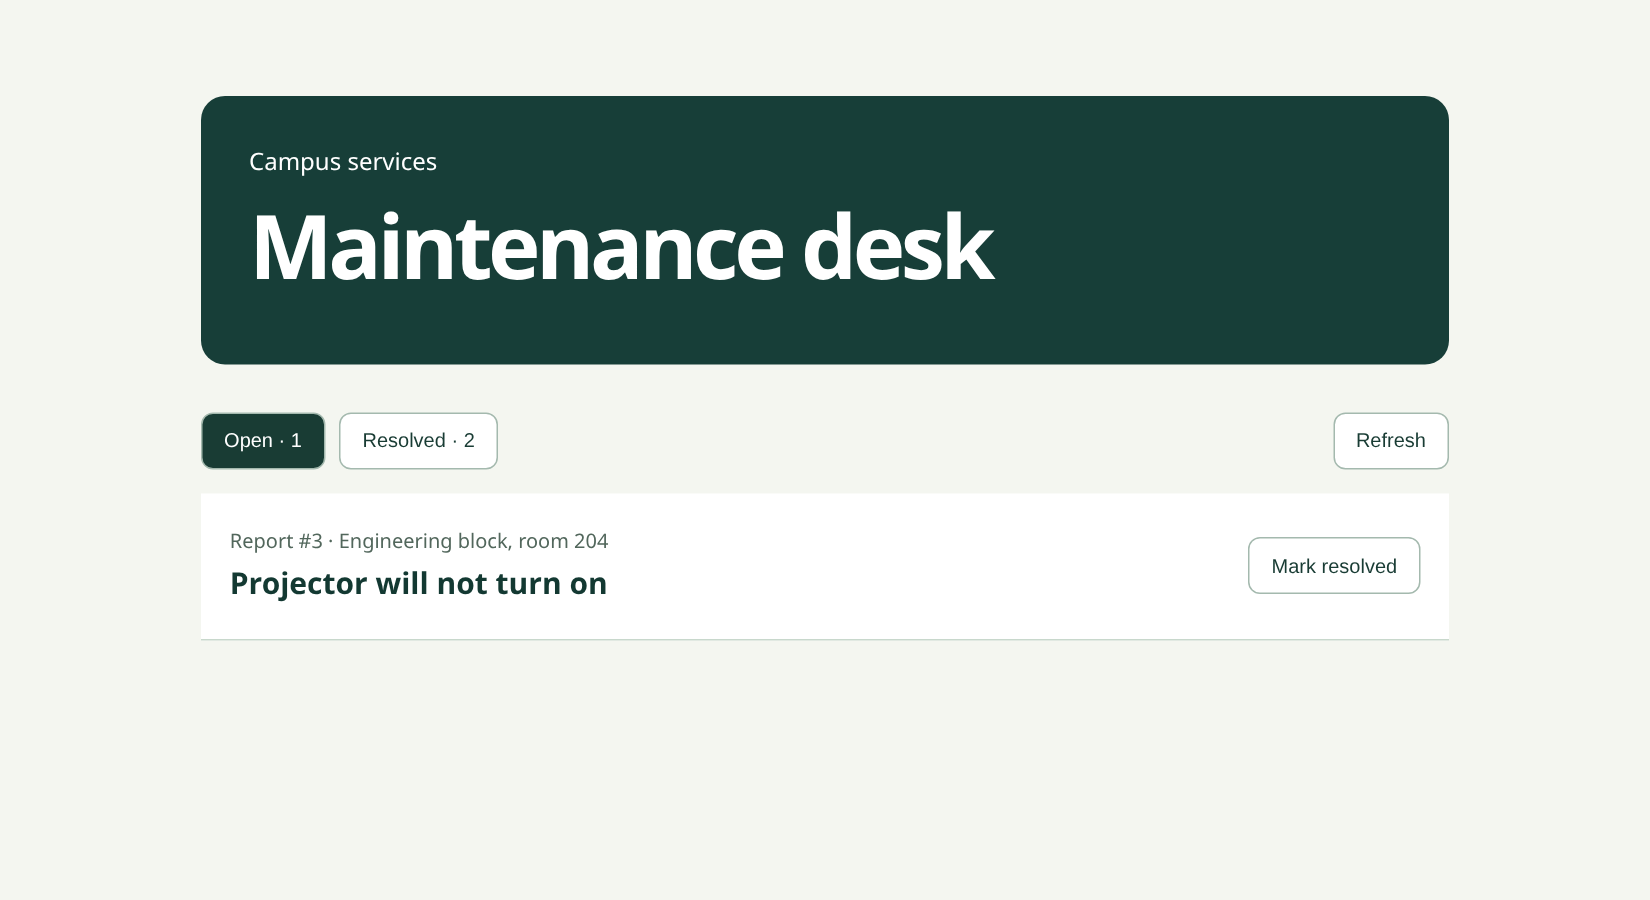 Campus services
Maintenance desk
Open · 1
Resolved · 2
Refresh
Report #3 · Engineering block, room 204
Projector will not turn on
Mark resolved